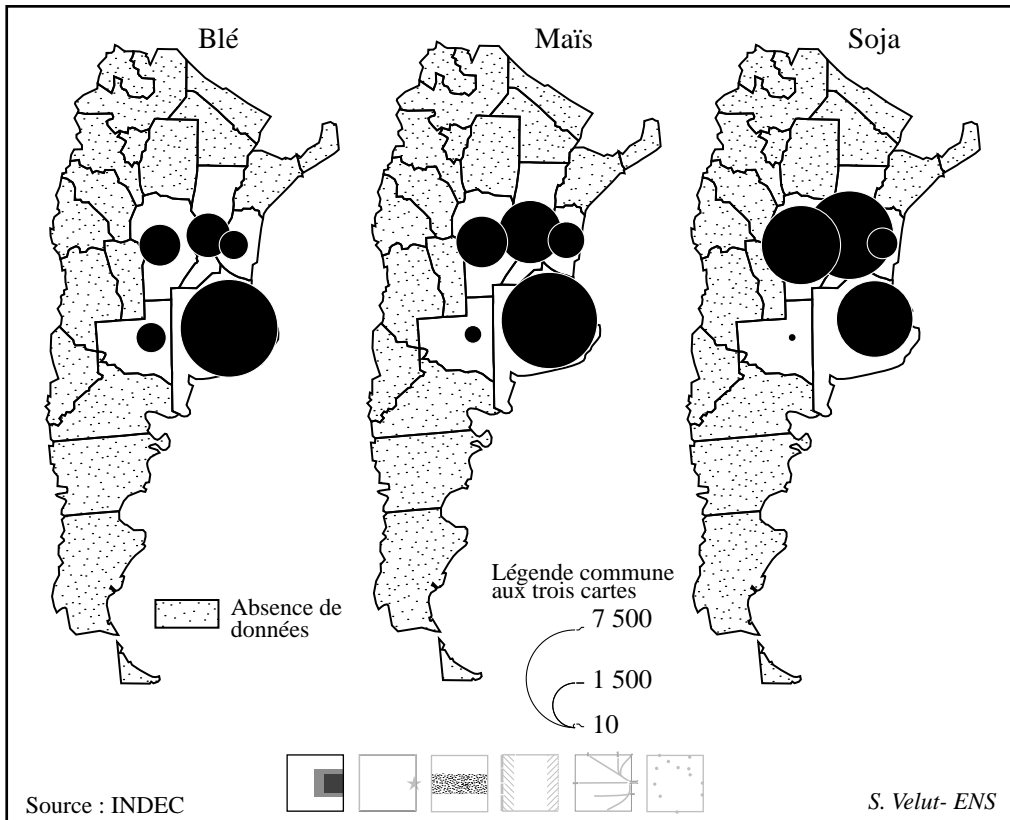 Blé
Maïs
Soja
Légende commune
aux trois cartes
7 500
1 500
10
Absence de
données
Source : INDEC
S. Velut- ENS